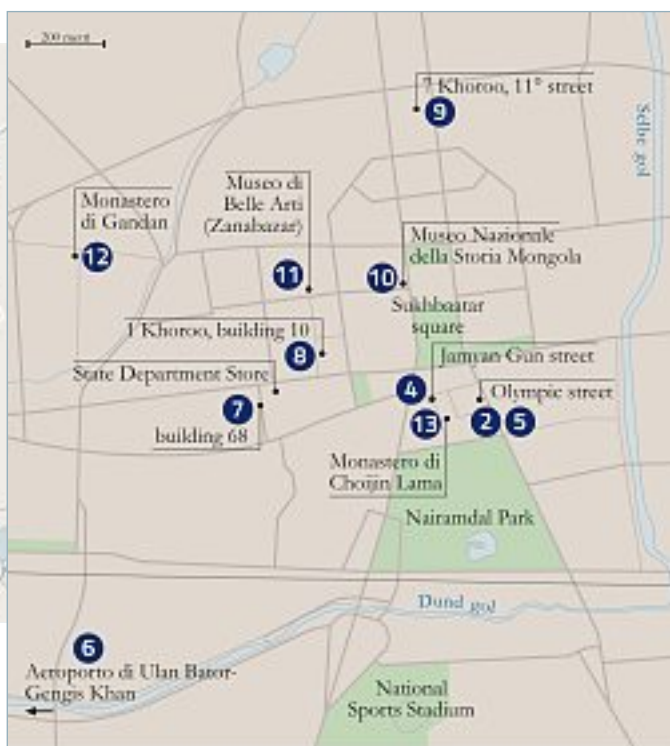 200 metri
7 Khoroo, 11° street
9
Selbe gol
Museo di
Belle Arti
(Zanabazar)
11
Monastero
di Gandan
12
Museo Nazionale
della Storia Mongola
10
Sukhbaatar
square
1 Khoroo, building 10
8
State Department Store
7
building 68
Jamyan Gun street
4
Olympic street
2 5
13
Monastero di
Choijin Lama
Nairamdal Park
Dund gol
6
Aeroporto di Ulan Bator-
Gengis Khan
National
Sports Stadium